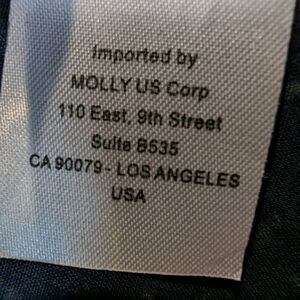 Imported by
MOLLY US Corp
110 East, 9th Street
Suite B535
CA 90079 - LOS ANGELES
USA